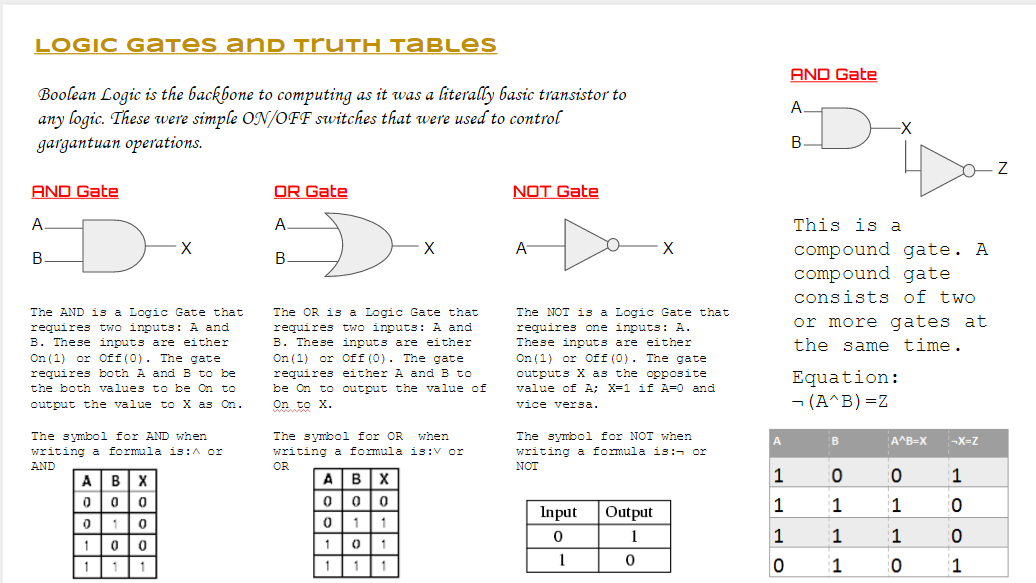 Logic Gates and Truth Tables
Boolean Logic is the backbone to computing as it was a literally basic transistor to
any logic. These were simple ON/OFF switches that were used to control
gargantuan operations.
AND Gate
A
B
X
The AND is a Logic Gate that
requires two inputs: A and
B. These inputs are either
On(1) or Off(0). The gate
requires both A and B to be
the both values to be On to
output the value to X as On.
The symbol for AND when
writing a formula is:^ or
AND
A B X
0 0 0
0 1 0
1 0 0
1 1 1
OR Gate
A
B
X
The OR is a Logic Gate that
requires two inputs: A and
B. These inputs are either
On(1) or Off(0). The gate
requires either A and B to
be On to output the value of
On to X.
The symbol for OR when
writing a formula is:v or
OR
A B X
0 0 0
0 1 1
1 0 1
1 1 1
NOT Gate
A
X
The NOT is a Logic Gate that
requires one inputs: A.
These inputs are either
On(1) or Off(0). The gate
outputs X as the opposite
value of A; X=1 if A=0 and
vice versa.
The symbol for NOT when
writing a formula is:¬ or
NOT
Input Output
0 1
1 0
AND Gate
A
B
X
Z
This is a
compound gate. A
compound gate
consists of two
or more gates at
the same time.
Equation:
¬(A^B)=Z
A B A^B=X ¬X=Z
1 0 0 1
1 1 1 0
1 1 1 0
0 1 0 1